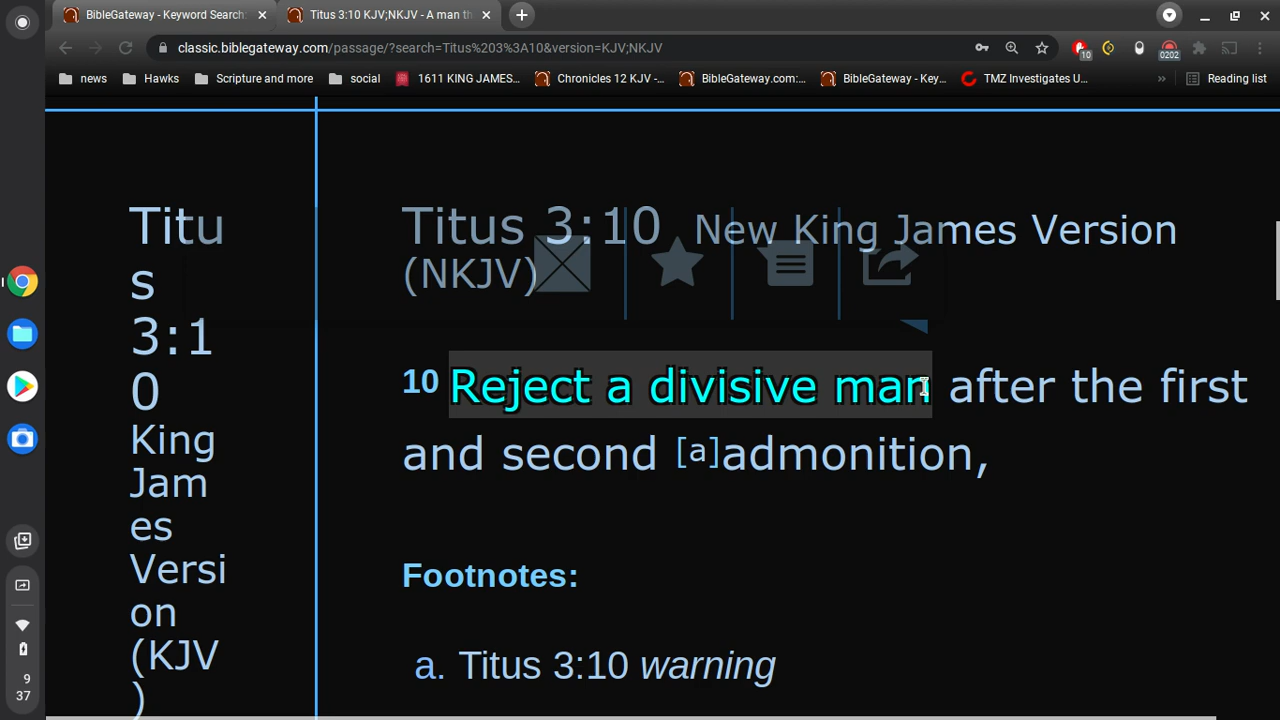 BibleGateway - Keyword Search:
Titus 3:10 KJV;NKJV - A man th
classic.biblegateway.com/passage/?search=Titus%203%3A10&version=KJV;NKJV
10
0202
news
Hawks
Scripture and more
social
1611 KING JAMES...
Chronicles 12 KJV -...
BibleGateway.com:...
BibleGateway - Key...
TMZ Investigates U...
»
Reading list
Titu
s
3:1
0
King
Jam
es
Versi
on
(KJV
)
Titus 3:10 New King James Version
(NKJV)
10 Reject a divisive man after the first
and second [a]admonition,
Footnotes:
a. Titus 3:10 warning
9
37